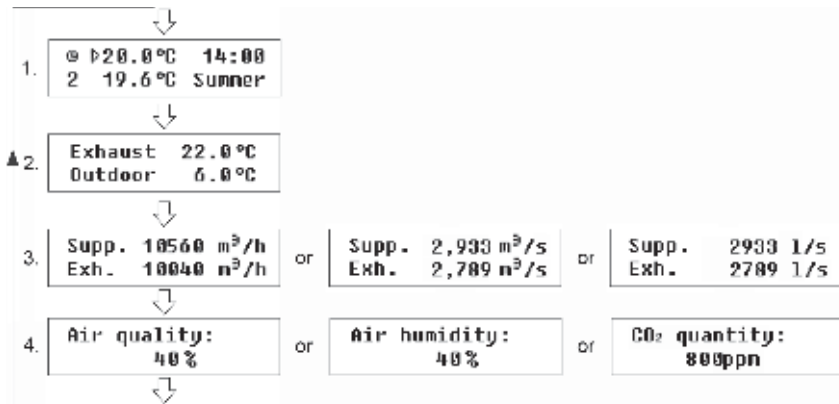 1.
⊕ ▷20.0°C 14:00
2 19.6°C Summer
2.
Exhaust 22.0°C
Outdoor 6.0°C
3.
Supp. 10560 m³/h
Exh. 10040 m³/h
or
Supp. 2,933 m³/s
Exh. 2,789 m³/s
or
Supp. 2933 l/s
Exh. 2789 l/s
4.
Air quality:
40%
or
Air humidity:
40%
or
CO₂ quantity:
800ppm